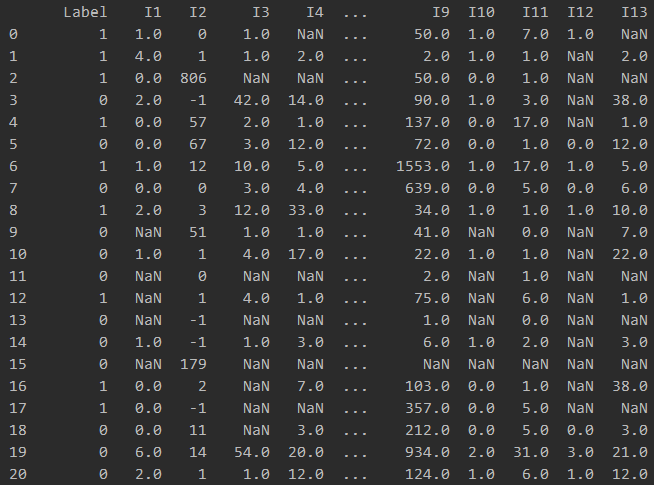 Label I1 I2 I3 I4 ... I9 I10 I11 I12 I13
0 1 1.0 0 1.0 NaN ... 50.0 1.0 7.0 1.0 NaN
1 1 4.0 1 1.0 2.0 ... 2.0 1.0 1.0 NaN 2.0
2 1 0.0 806 NaN NaN ... 50.0 0.0 1.0 NaN NaN
3 0 2.0 -1 42.0 14.0 ... 90.0 1.0 3.0 NaN 38.0
4 1 0.0 57 2.0 1.0 ... 137.0 0.0 17.0 NaN 1.0
5 0 0.0 67 3.0 12.0 ... 72.0 0.0 1.0 0.0 12.0
6 1 1.0 12 10.0 5.0 ... 1553.0 1.0 17.0 1.0 5.0
7 0 0.0 0 3.0 4.0 ... 639.0 0.0 5.0 0.0 6.0
8 1 2.0 3 12.0 33.0 ... 34.0 1.0 1.0 1.0 10.0
9 0 NaN 51 1.0 1.0 ... 41.0 NaN 0.0 NaN 7.0
10 0 1.0 1 4.0 17.0 ... 22.0 1.0 1.0 NaN 22.0
11 0 NaN 0 NaN NaN ... 2.0 NaN 1.0 NaN NaN
12 1 NaN 1 4.0 1.0 ... 75.0 NaN 6.0 NaN 1.0
13 0 NaN -1 NaN NaN ... 1.0 NaN 0.0 NaN NaN
14 0 1.0 -1 1.0 3.0 ... 6.0 1.0 2.0 NaN 3.0
15 0 NaN 179 NaN NaN ... NaN NaN NaN NaN NaN
16 1 0.0 2 NaN 7.0 ... 103.0 0.0 1.0 NaN 38.0
17 1 0.0 -1 NaN NaN ... 357.0 0.0 5.0 NaN NaN
18 0 0.0 11 NaN 3.0 ... 212.0 0.0 5.0 0.0 3.0
19 0 6.0 14 54.0 20.0 ... 934.0 2.0 31.0 3.0 21.0
20 0 2.0 1 1.0 12.0 ... 124.0 1.0 6.0 1.0 12.0